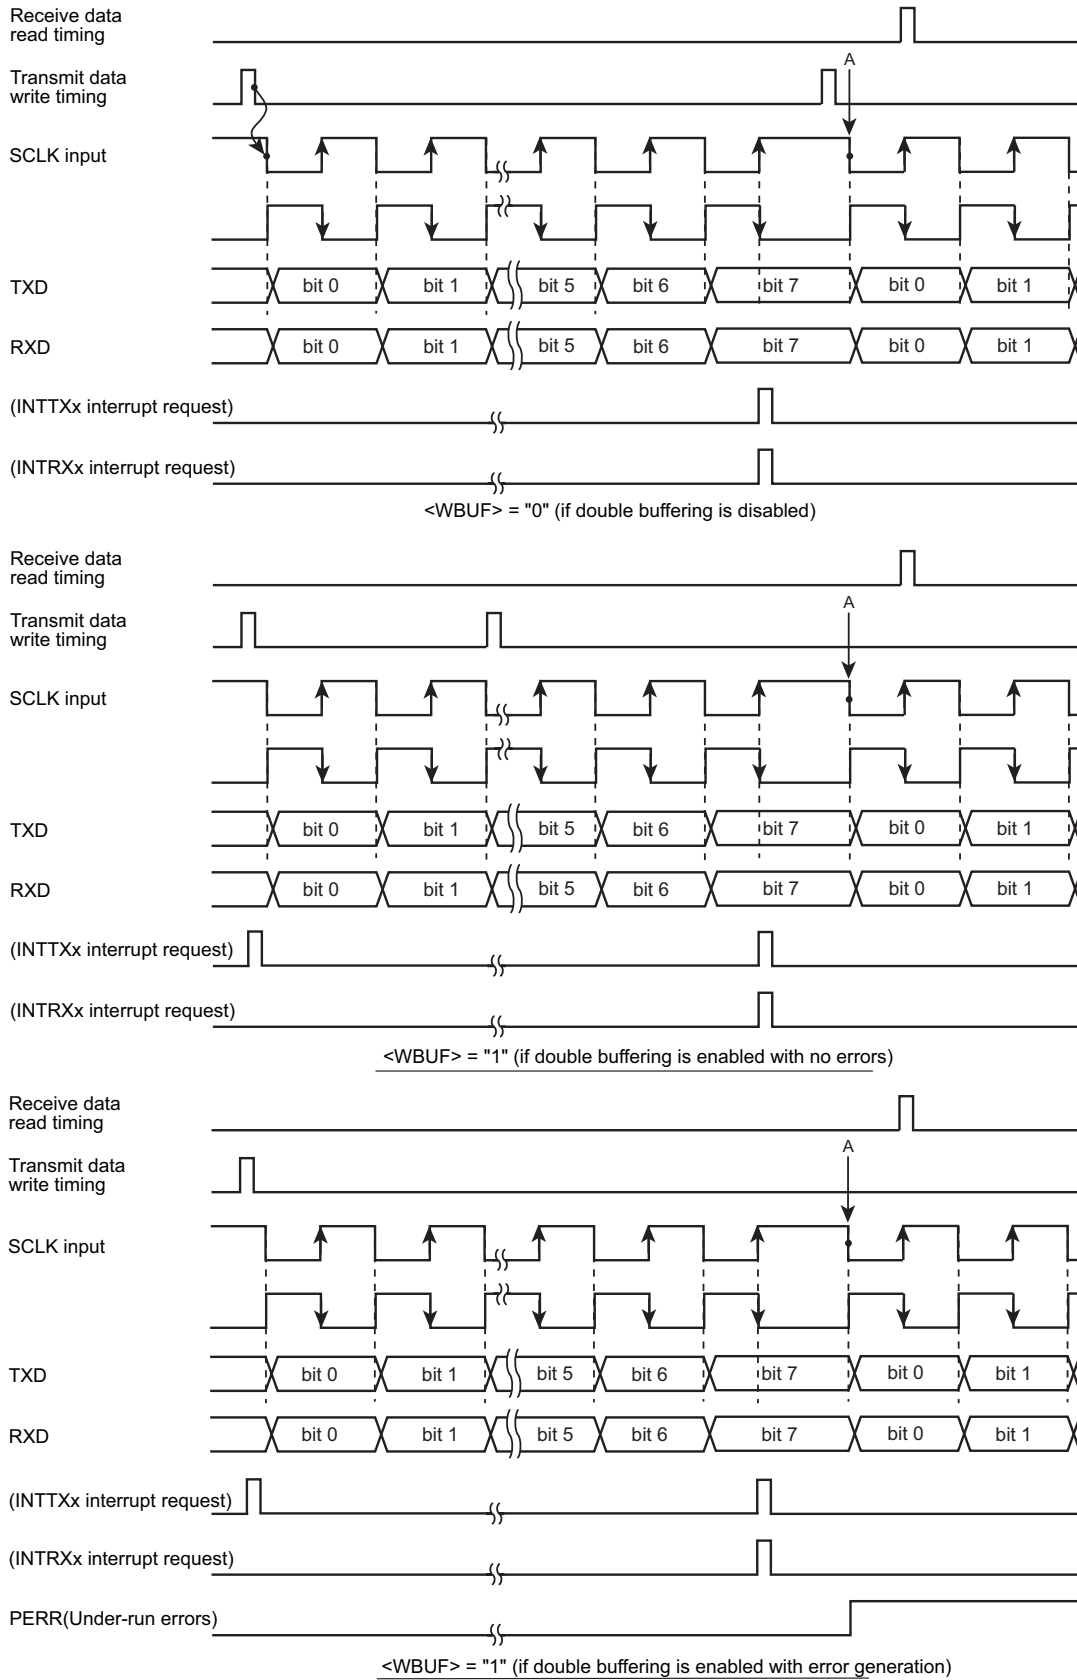 Receive data
read timing
A
Transmit data
write timing
SCLK input
TXD bit 0 bit 1 bit 5 bit 6 bit 7 bit 0 bit 1
RXD bit 0 bit 1 bit 5 bit 6 bit 7 bit 0 bit 1
(INTTXx interrupt request)
(INTRXx interrupt request)
<WBUF> = "0" (if double buffering is disabled)
Receive data
read timing
A
Transmit data
write timing
SCLK input
TXD bit 0 bit 1 bit 5 bit 6 bit 7 bit 0 bit 1
RXD bit 0 bit 1 bit 5 bit 6 bit 7 bit 0 bit 1
(INTTXx interrupt request)
(INTRXx interrupt request)
<WBUF> = "1" (if double buffering is enabled with no errors)
Receive data
read timing
A
Transmit data
write timing
SCLK input
TXD bit 0 bit 1 bit 5 bit 6 bit 7 bit 0 bit 1
RXD bit 0 bit 1 bit 5 bit 6 bit 7 bit 0 bit 1
(INTTXx interrupt request)
(INTRXx interrupt request)
PERR(Under-run errors)
<WBUF> = "1" (if double buffering is enabled with error generation)